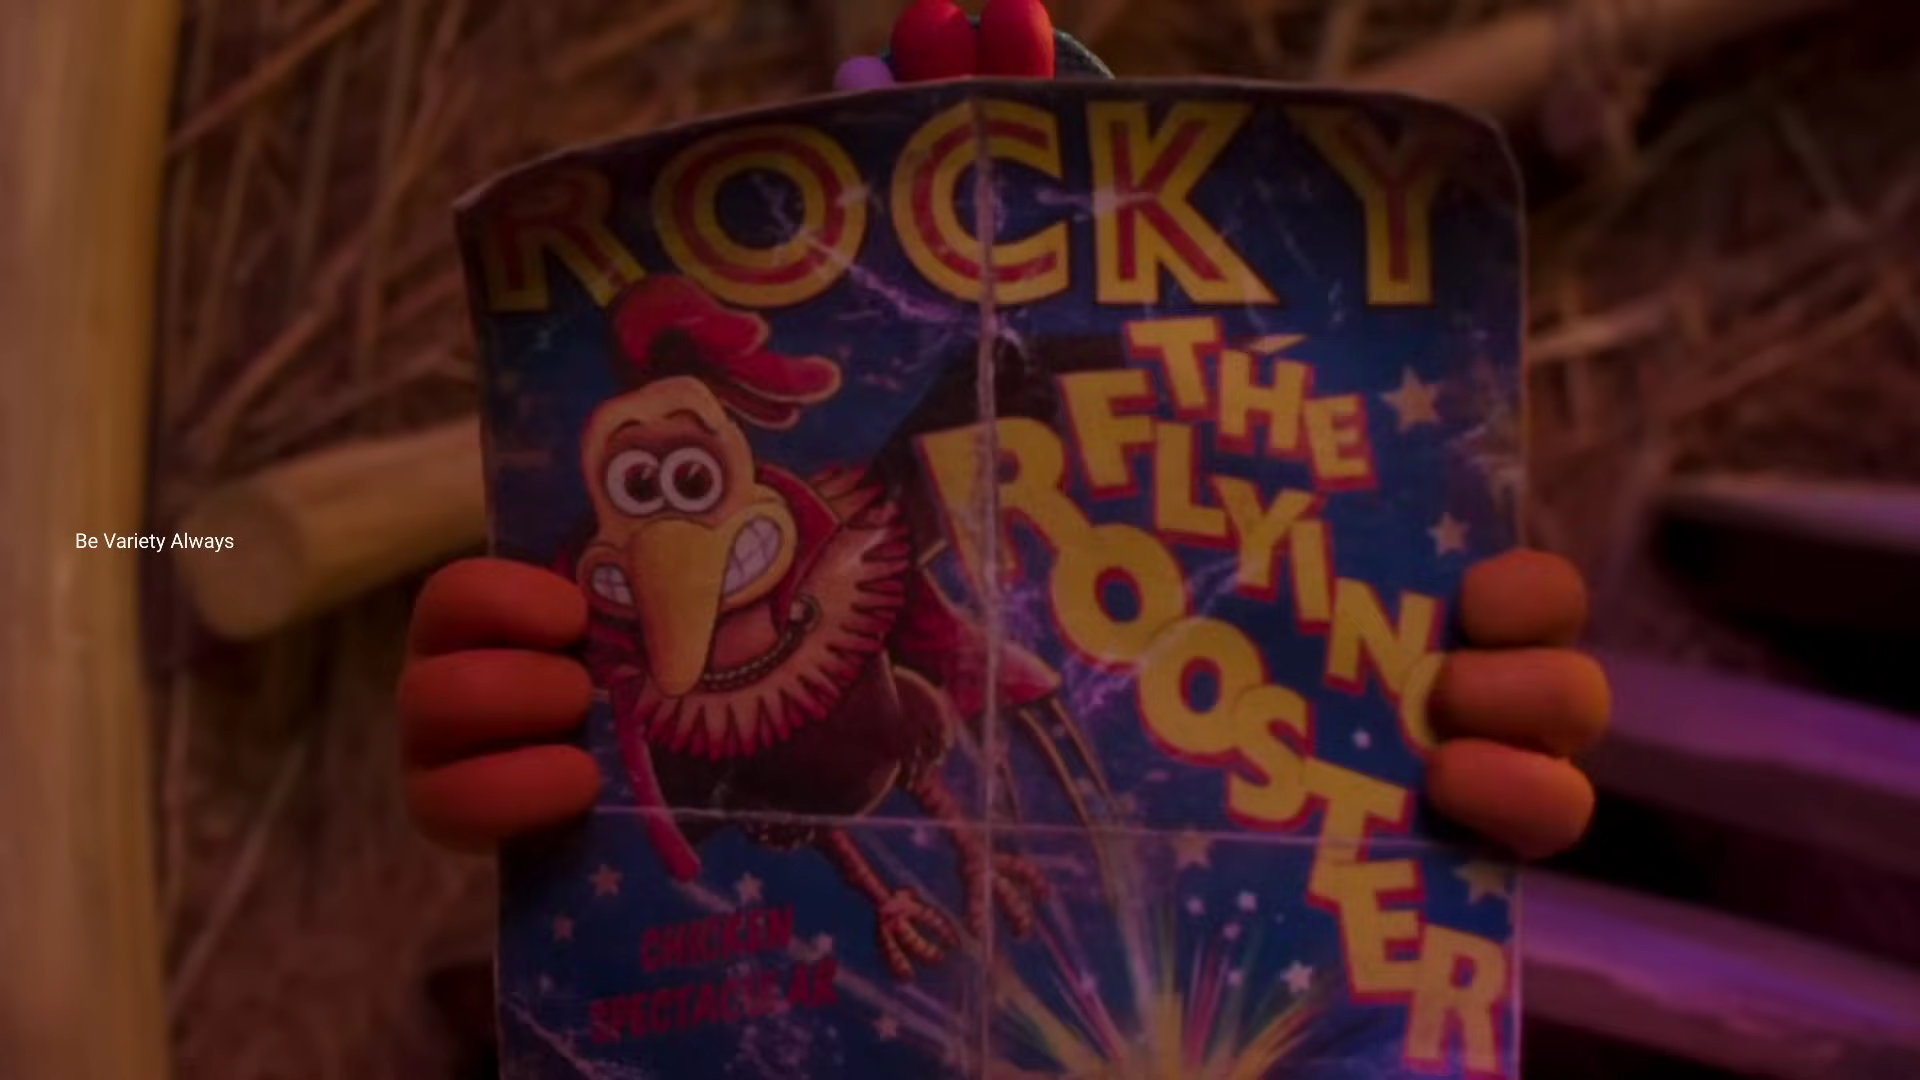 ROCKY
THE
FLYING
ROOSTER
Be Variety Always
CHICKEN
SPECTACULAR